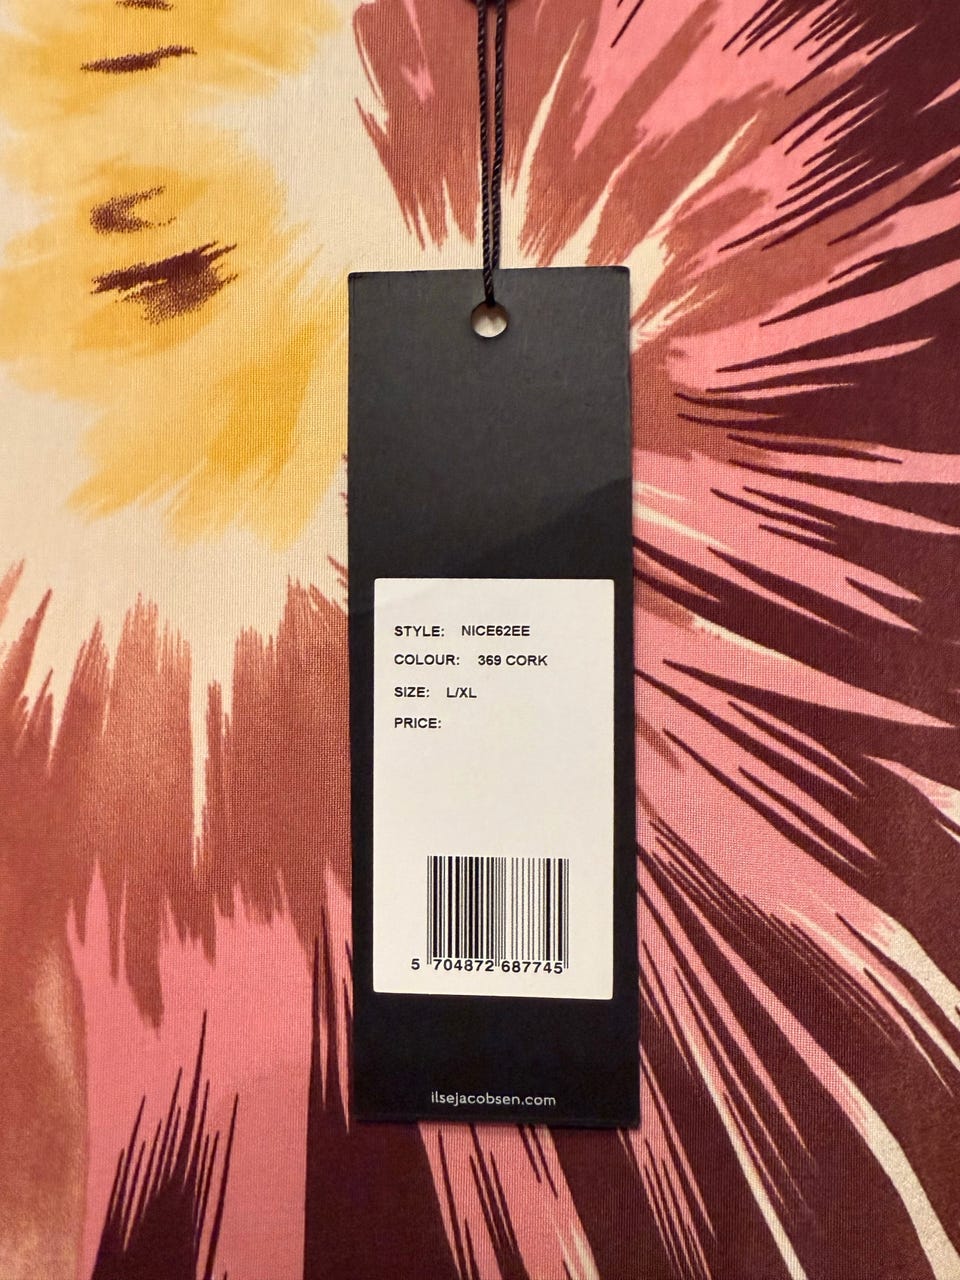 STYLE: NICE62EE
COLOUR: 369 CORK
SIZE: L/XL
PRICE:
5 704872 687745
ilsejacobsen.com